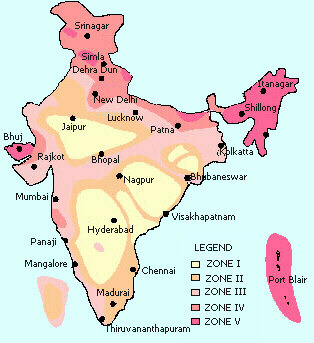 Srinagar
Simla
Dehra Dun
New Delhi
Itanagar
Shillong
Lucknow
Jaipur
Patna
Bhuj
Rajkot
Bhopal
Kolkatta
Nagpur
Bhubaneswar
Mumbai
Visakhapatnam
Hyderabad
Panaji
LEGEND
ZONE I
Mangalore
Chennai
ZONE II
Port Blair
ZONE III
Madurai
ZONE IV
ZONE V
Thiruvananthapuram